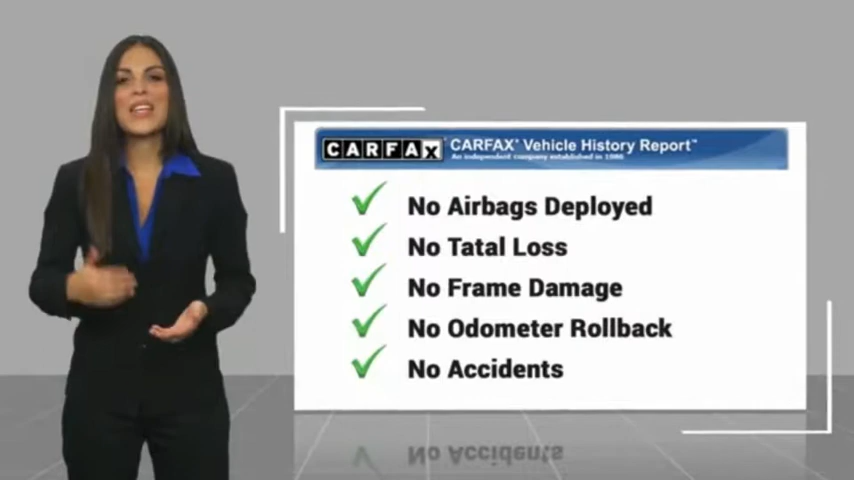 CARFAX CARFAX® Vehicle History Report™
An independent company established in 1986
No Airbags Deployed
No Tatal Loss
No Frame Damage
No Odometer Rollback
No Accidents
No Accidents